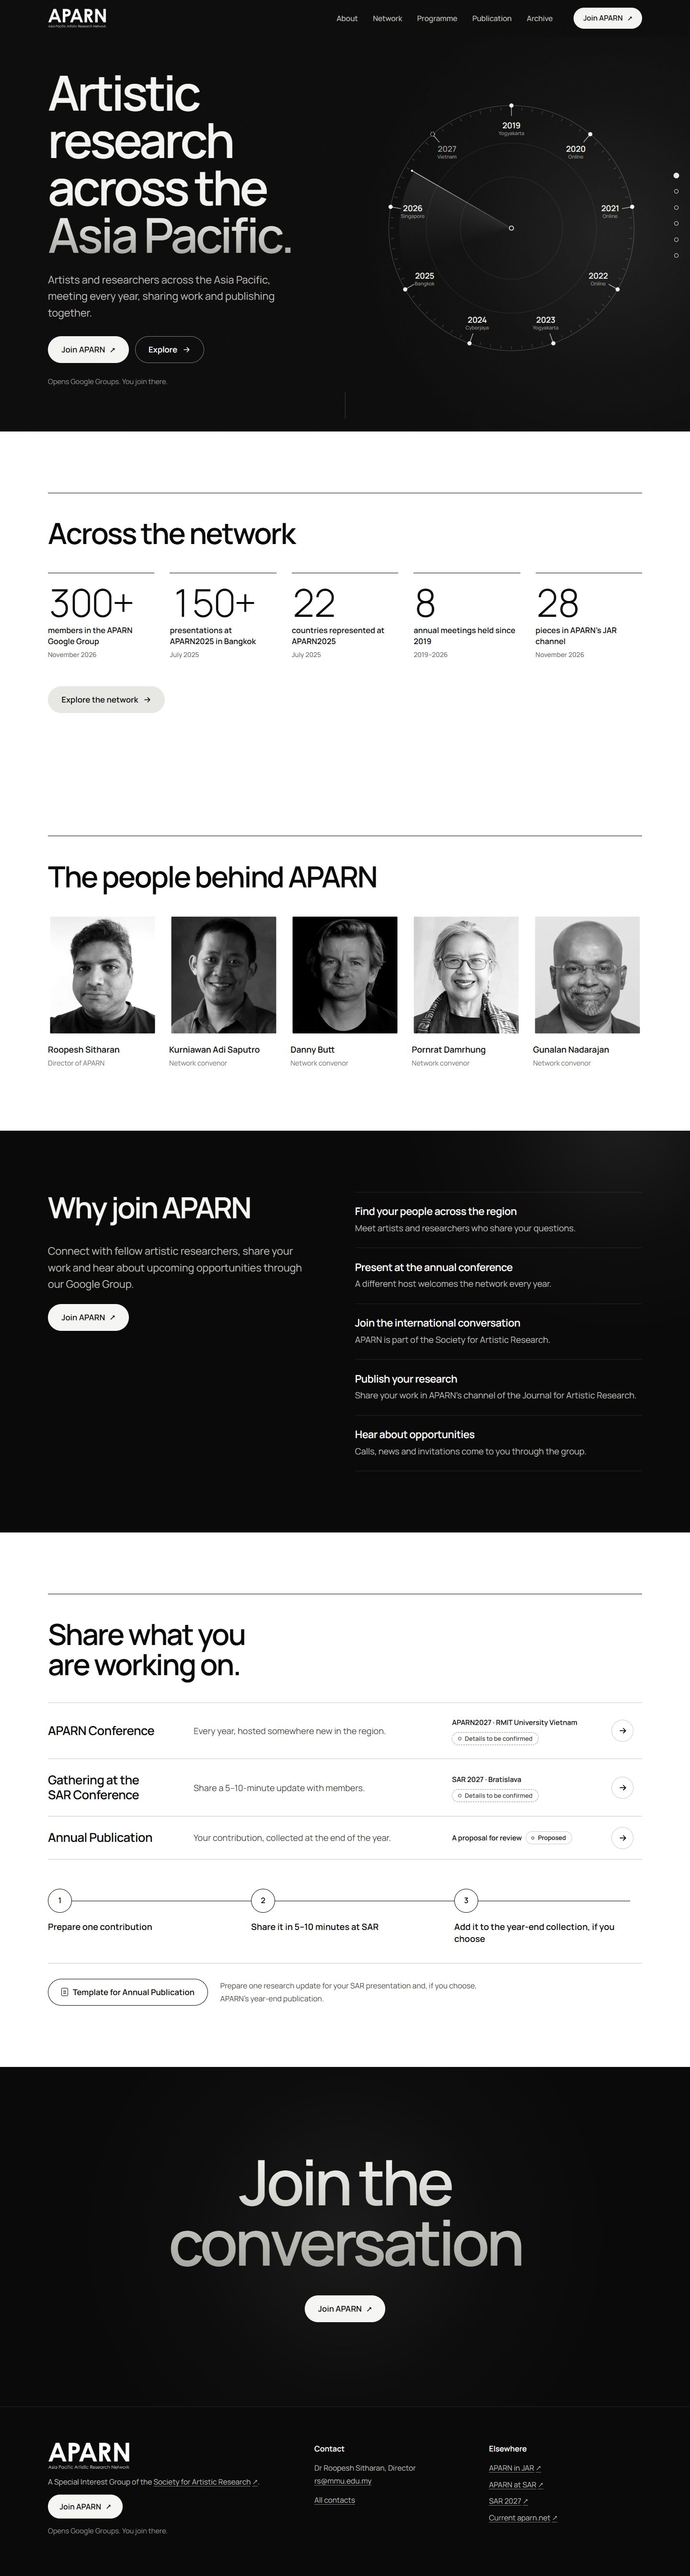 APARN
Asia Pacific Artistic Research Network
About Network Programme Publication Archive Join APARN ↗
Artistic
research
across the
Asia Pacific.
Artists and researchers across the Asia Pacific,
meeting every year, sharing work and publishing
together.
Join APARN ↗ Explore →
Opens Google Groups. You join there.
2019
Yogyakarta
2020
Online
2021
Online
2022
Online
2023
Yogyakarta
2024
Cyberjaya
2025
Bangkok
2026
Singapore
2027
Vietnam
Across the network
300+
members in the APARN
Google Group
November 2026
150+
presentations at
APARN2025 in Bangkok
July 2025
22
countries represented at
APARN2025
July 2025
8
annual meetings held since
2019
2019–2026
28
pieces in APARN's JAR
channel
November 2026
Explore the network →
The people behind APARN
Roopesh Sitharan
Director of APARN
Kurniawan Adi Saputro
Network convenor
Danny Butt
Network convenor
Pornrat Damrhung
Network convenor
Gunalan Nadarajan
Network convenor
Why join APARN
Connect with fellow artistic researchers, share your
work and hear about upcoming opportunities through
our Google Group.
Join APARN ↗
Find your people across the region
Meet artists and researchers who share your questions.
Present at the annual conference
A different host welcomes the network every year.
Join the international conversation
APARN is part of the Society for Artistic Research.
Publish your research
Share your work in APARN's channel of the Journal for Artistic Research.
Hear about opportunities
Calls, news and invitations come to you through the group.
Share what you
are working on.
APARN Conference
Every year, hosted somewhere new in the region.
APARN2027 · RMIT University Vietnam
Details to be confirmed
→
Gathering at the
SAR Conference
Share a 5–10-minute update with members.
SAR 2027 · Bratislava
Details to be confirmed
→
Annual Publication
Your contribution, collected at the end of the year.
A proposal for review Proposed
→
1
Prepare one contribution
2
Share it in 5–10 minutes at SAR
3
Add it to the year-end collection, if you
choose
Template for Annual Publication
Prepare one research update for your SAR presentation and, if you choose,
APARN's year-end publication.
Join the
conversation
Join APARN ↗
APARN
Asia Pacific Artistic Research Network
A Special Interest Group of the Society for Artistic Research ↗.
Join APARN ↗
Opens Google Groups. You join there.
Contact
Dr Roopesh Sitharan, Director
rs@mmu.edu.my
All contacts
Elsewhere
APARN in JAR ↗
APARN at SAR ↗
SAR 2027 ↗
Current aparn.net ↗